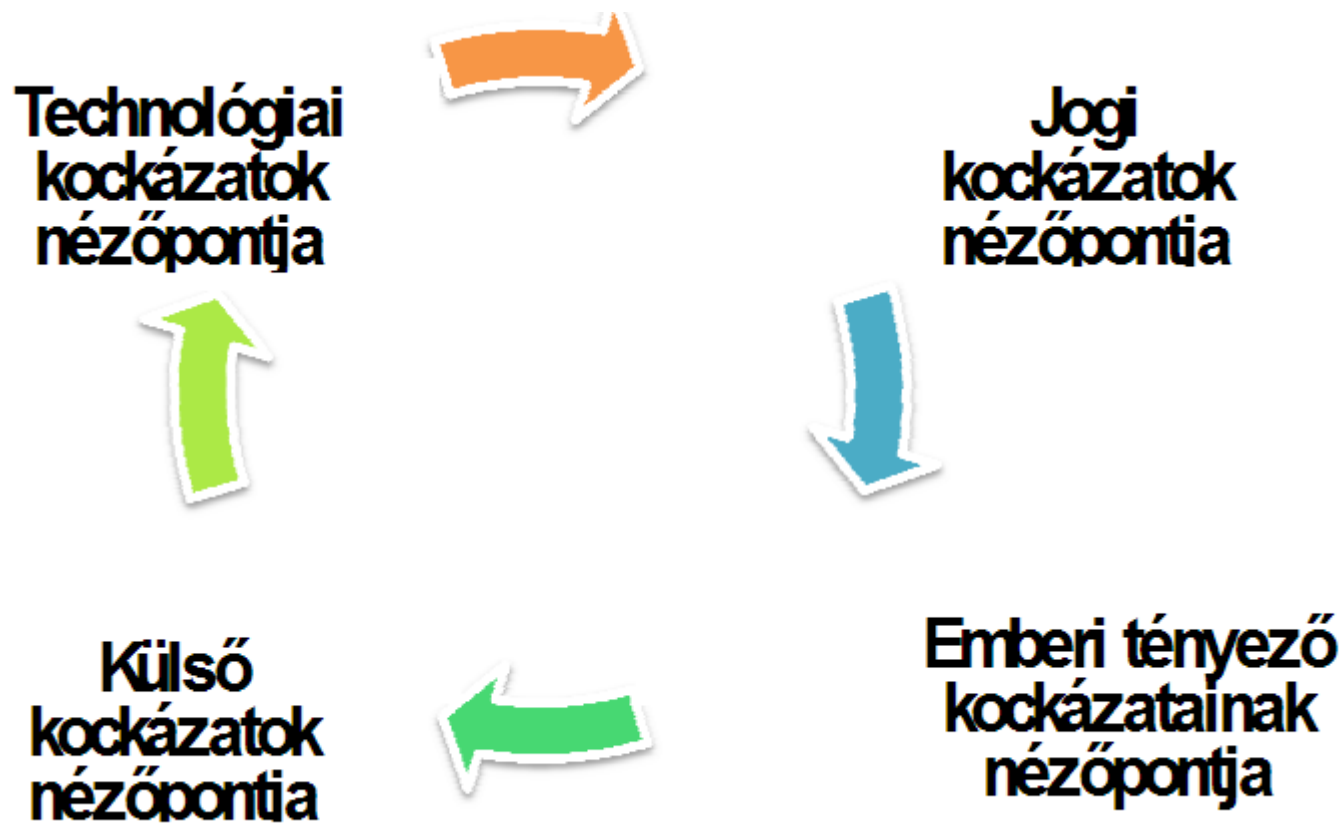 Technológiai
kockázatok
nézőpontja
Jogi
kockázatok
nézőpontja
Emberi tényező
kockázatainak
nézőpontja
Külső
kockázatok
nézőpontja